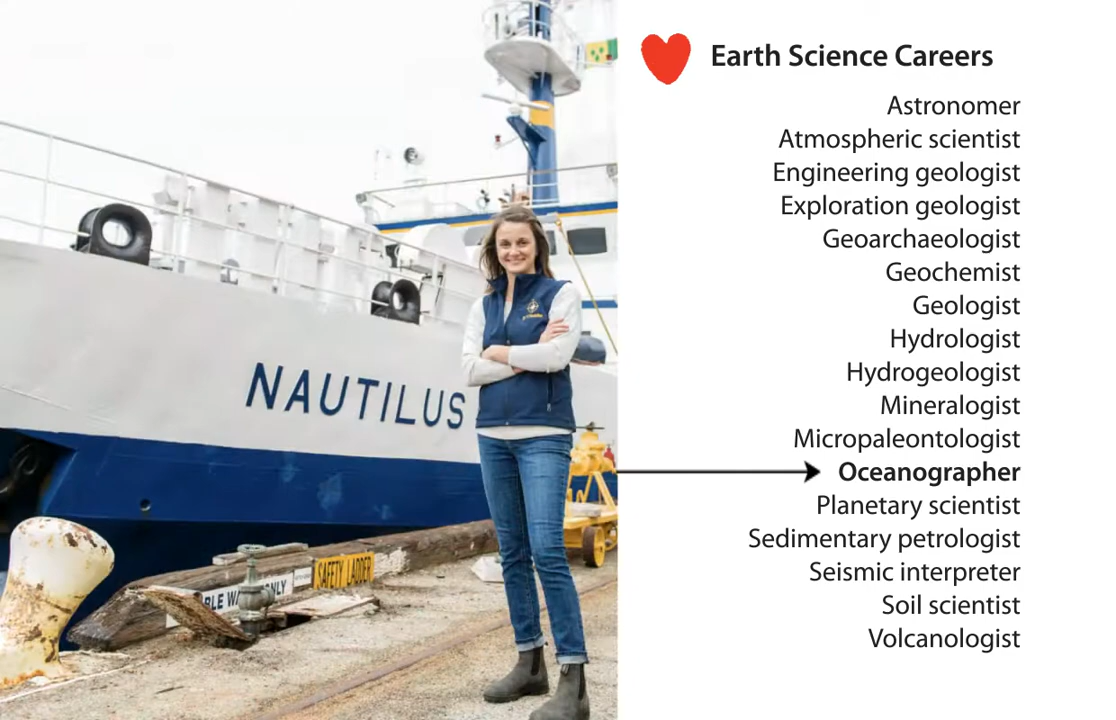 Earth Science Careers
Astronomer
Atmospheric scientist
Engineering geologist
Exploration geologist
Geoarchaeologist
Geochemist
Geologist
Hydrologist
Hydrogeologist
Mineralogist
Micropaleontologist
Oceanographer
Planetary scientist
Sedimentary petrologist
Seismic interpreter
Soil scientist
Volcanologist
NAUTILUS
SAFETY LADDER
ONLY